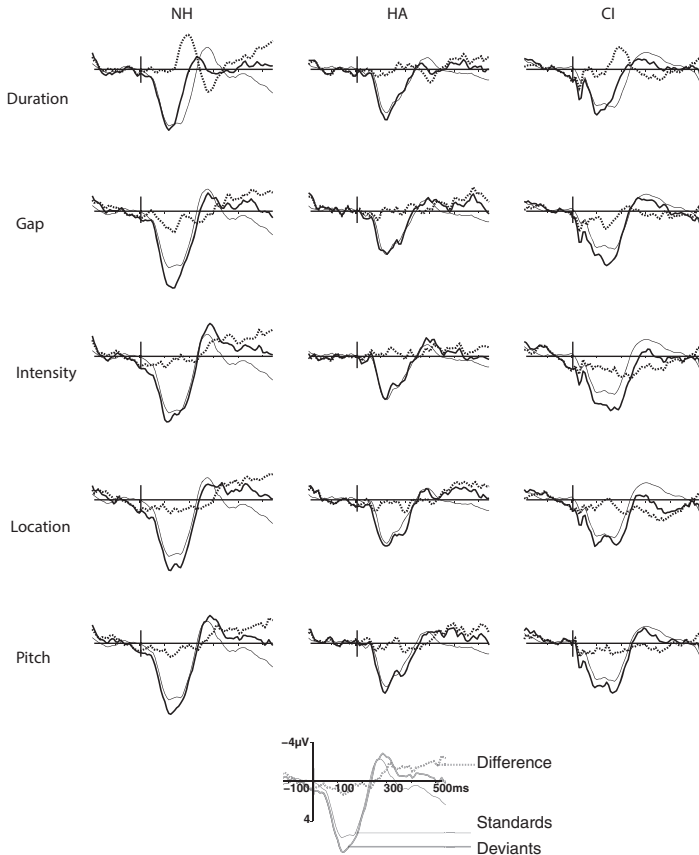 NH HA CI
Duration
Gap
Intensity
Location
Pitch
−4µV
Difference
−100 100 300 500ms
4
Standards
Deviants